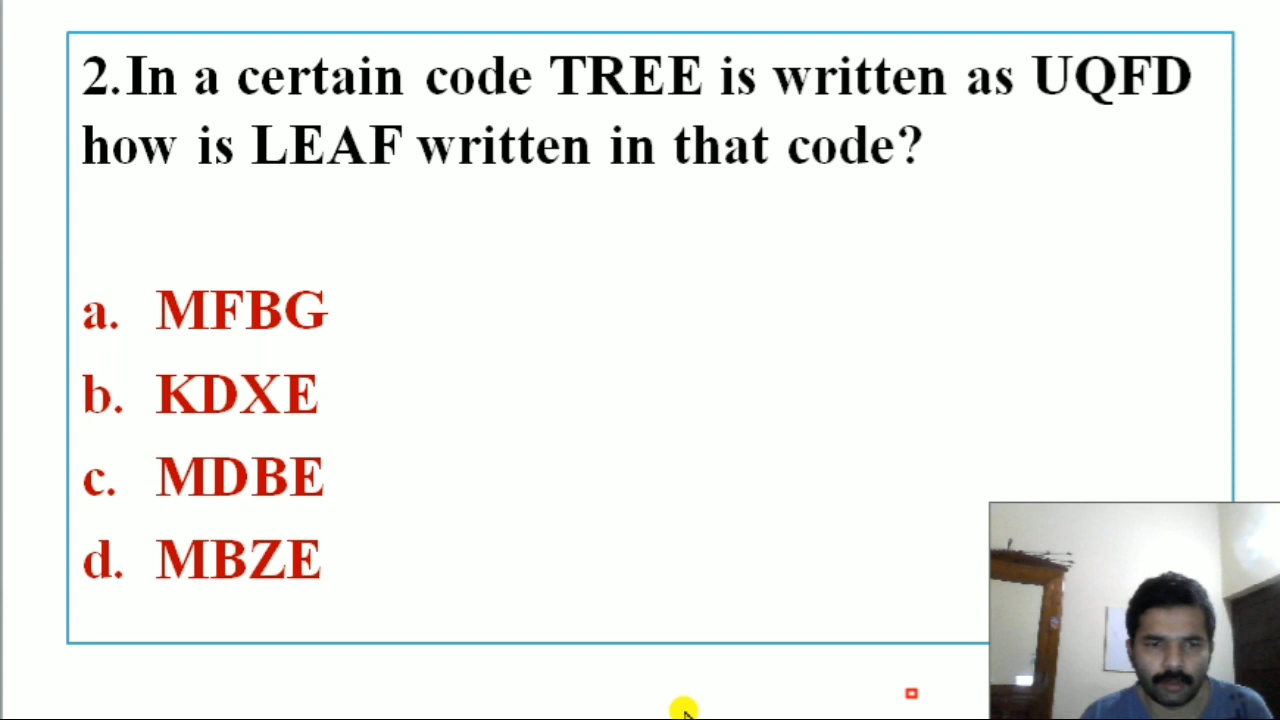 2.In a certain code TREE is written as UQFD
how is LEAF written in that code?
a. MFBG
b. KDXE
c. MDBE
d. MBZE